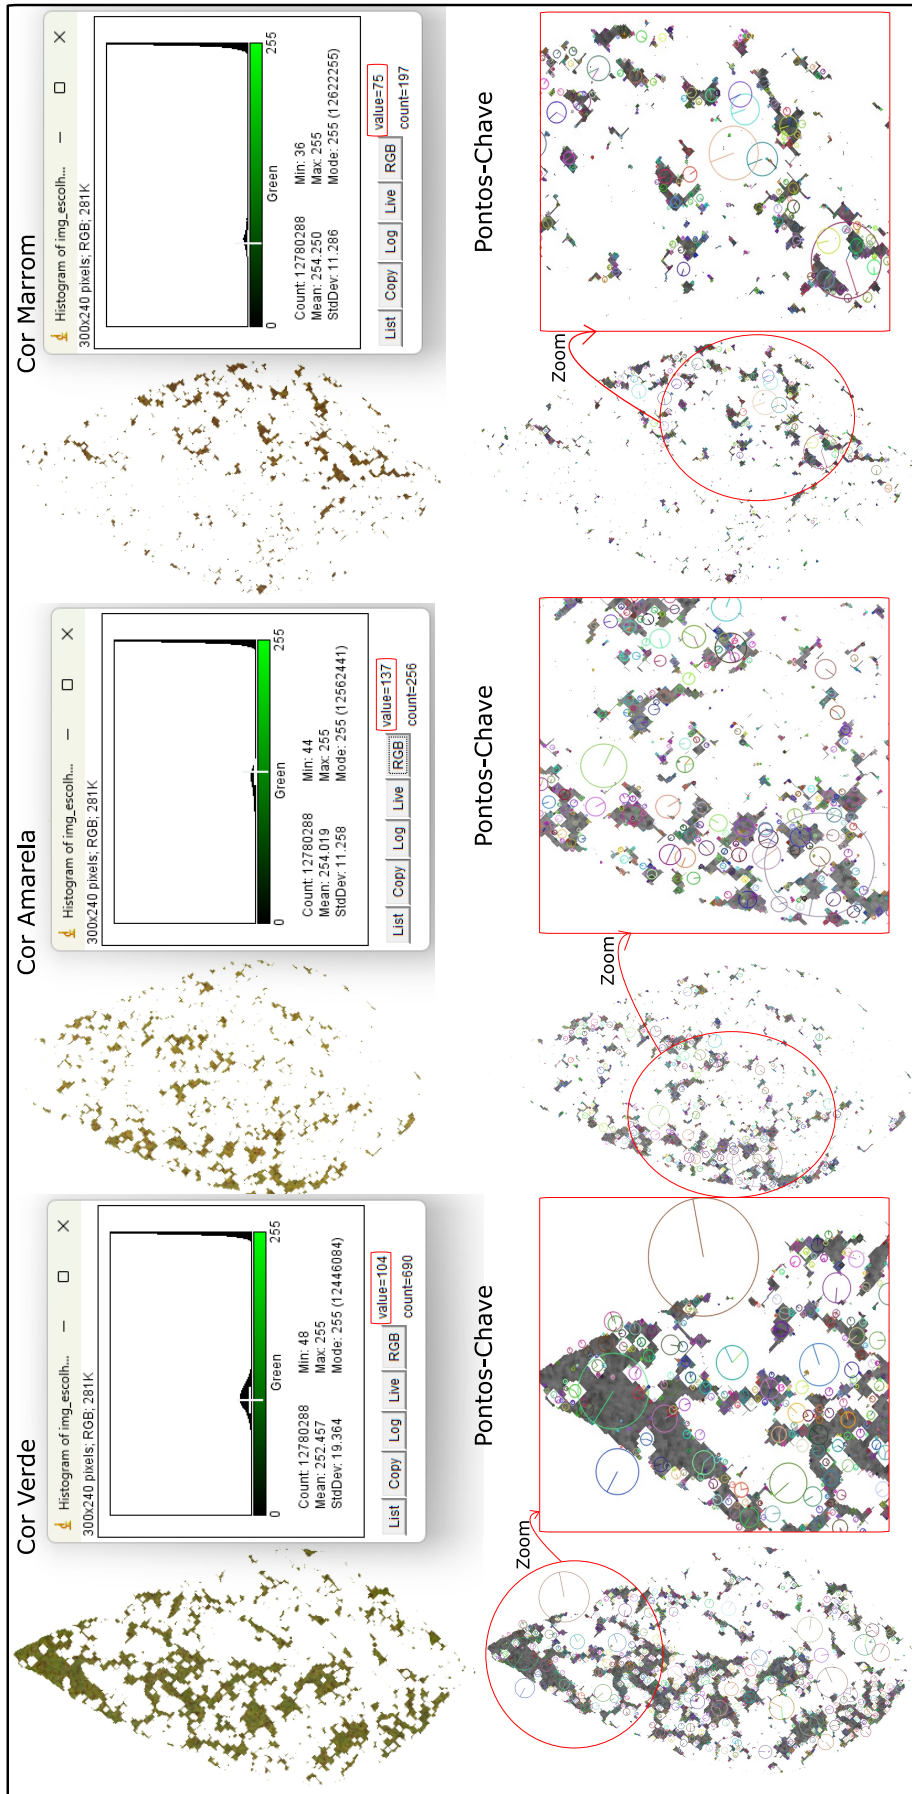 Cor Verde
Histogram of img_escolh...
300x240 pixels; RGB; 281K
0
Green
255
Count: 12780288
Min: 48
Mean: 252.457
Max: 255
StdDev: 19.364
Mode: 255 (12446084)
List
Copy
Log
Live
RGB
value=104
count=690
Cor Amarela
Histogram of img_escolh...
300x240 pixels; RGB; 281K
0
Green
255
Count: 12780288
Min: 44
Mean: 254.019
Max: 255
StdDev: 11.258
Mode: 255 (12562441)
List
Copy
Log
Live
RGB
value=137
count=256
Cor Marrom
Histogram of img_escolh...
300x240 pixels; RGB; 281K
0
Green
255
Count: 12780288
Min: 36
Mean: 254.250
Max: 255
StdDev: 11.286
Mode: 255 (12622255)
List
Copy
Log
Live
RGB
value=75
count=197
Pontos-Chave
Zoom
Pontos-Chave
Zoom
Pontos-Chave
Zoom